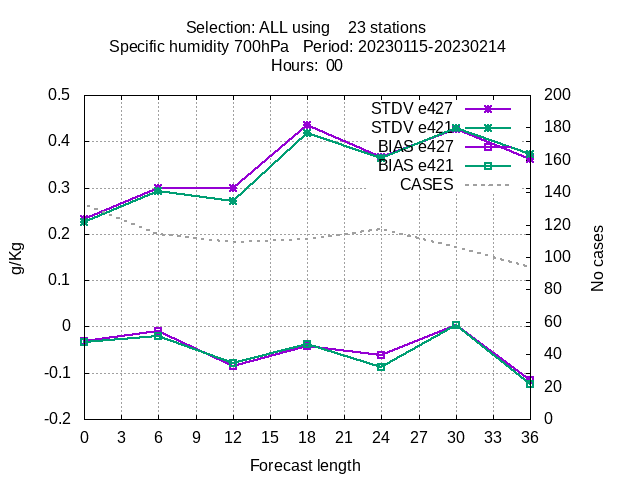 Selection: ALL using 23 stations
Specific humidity 700hPa Period: 20230115-20230214
Hours: 00
0.5
0.4
0.3
0.2
0.1
0
-0.1
-0.2
g/Kg
STDV e427
STDV e421
BIAS e427
BIAS e421
CASES
200
180
160
140
120
100
80
60
40
20
0
No cases
0 3 6 9 12 15 18 21 24 27 30 33 36
Forecast length